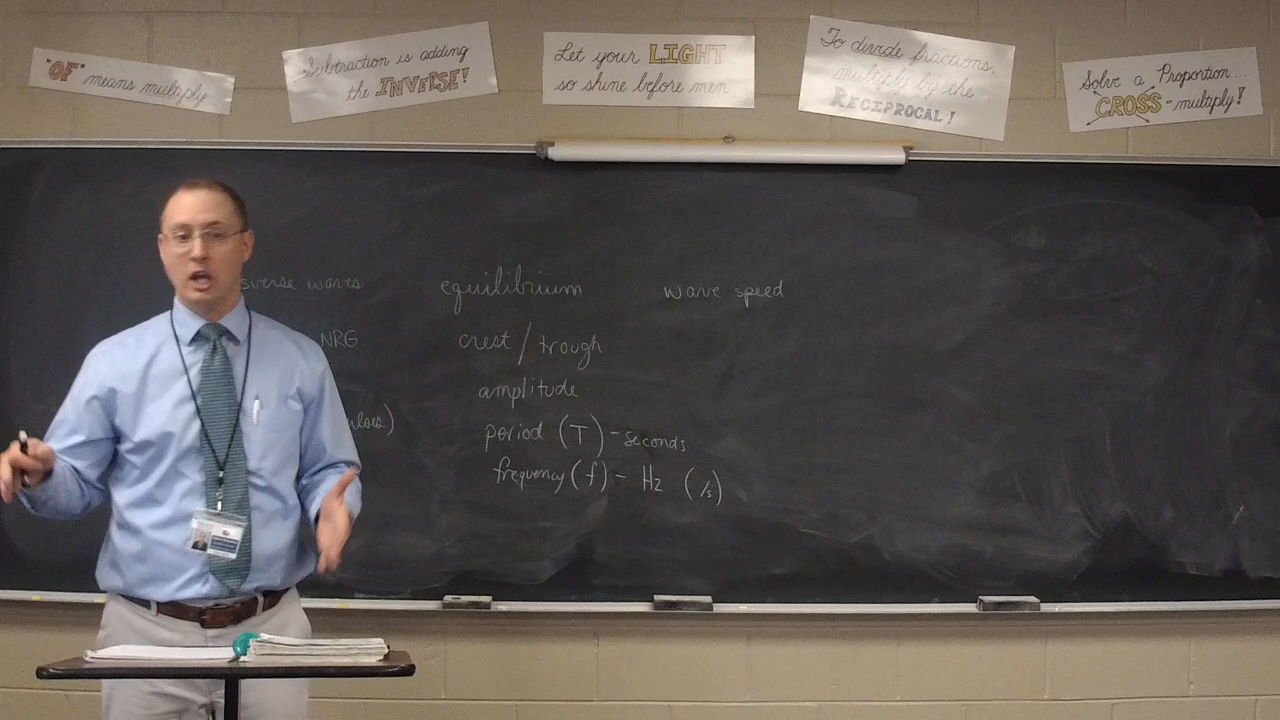 "OF" means multiply
Subtraction is adding
the INVERSE!
Let your LIGHT
so shine before men
To divide fractions,
multiply by the
RECIPROCAL!
Solve a Proportion...
CROSS-multiply!
waves
NRG
equilibrium
crest / trough
amplitude
period (T) - seconds
frequency (f) - Hz (/s)
wave speed